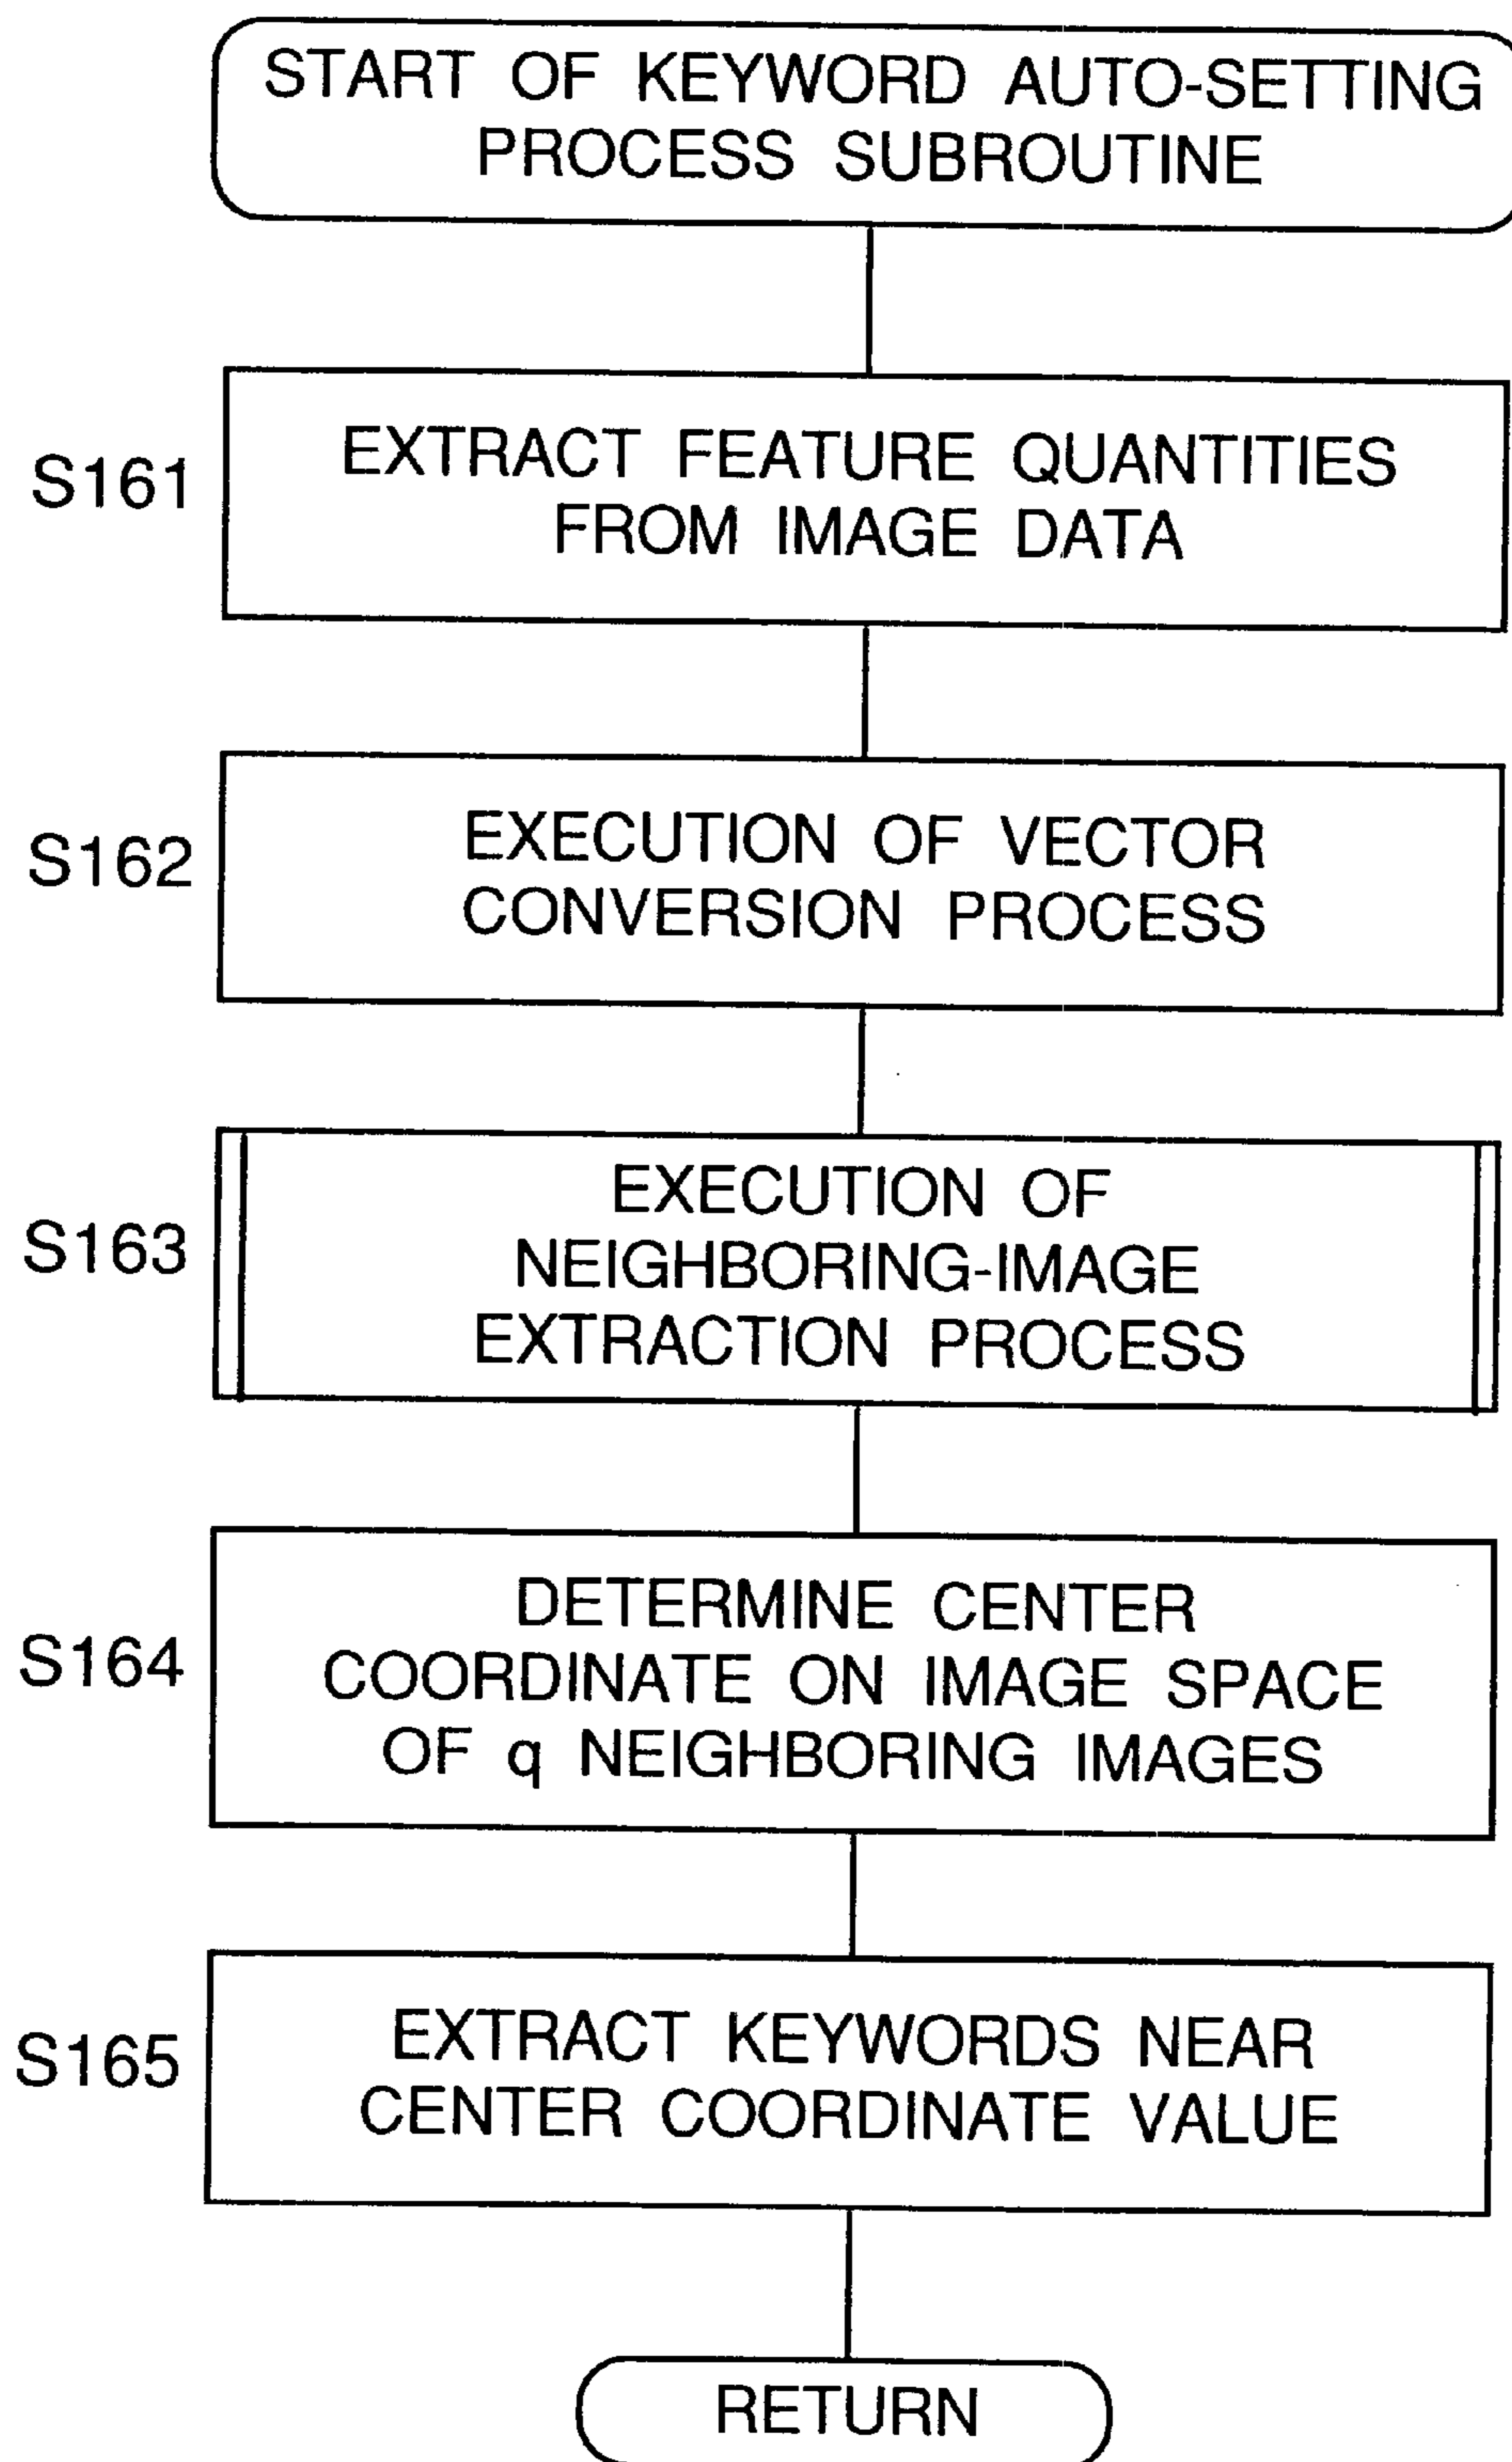 START OF KEYWORD AUTO-SETTING
PROCESS SUBROUTINE
S161
EXTRACT FEATURE QUANTITIES
FROM IMAGE DATA
S162
EXECUTION OF VECTOR
CONVERSION PROCESS
S163
EXECUTION OF
NEIGHBORING-IMAGE
EXTRACTION PROCESS
S164
DETERMINE CENTER
COORDINATE ON IMAGE SPACE
OF q NEIGHBORING IMAGES
S165
EXTRACT KEYWORDS NEAR
CENTER COORDINATE VALUE
RETURN